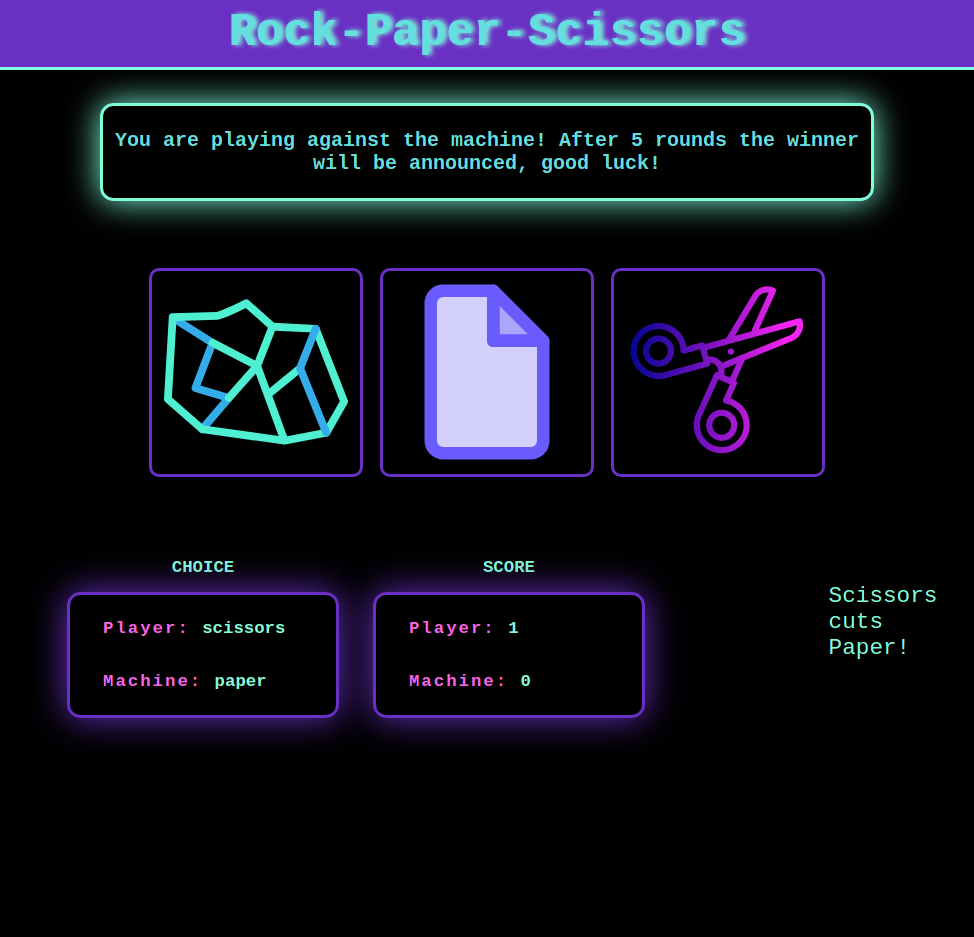 Rock-Paper-Scissors
You are playing against the machine! After 5 rounds the winner
will be announced, good luck!
CHOICE
Player: scissors
Machine: paper
SCORE
Player: 1
Machine: 0
Scissors
cuts
Paper!